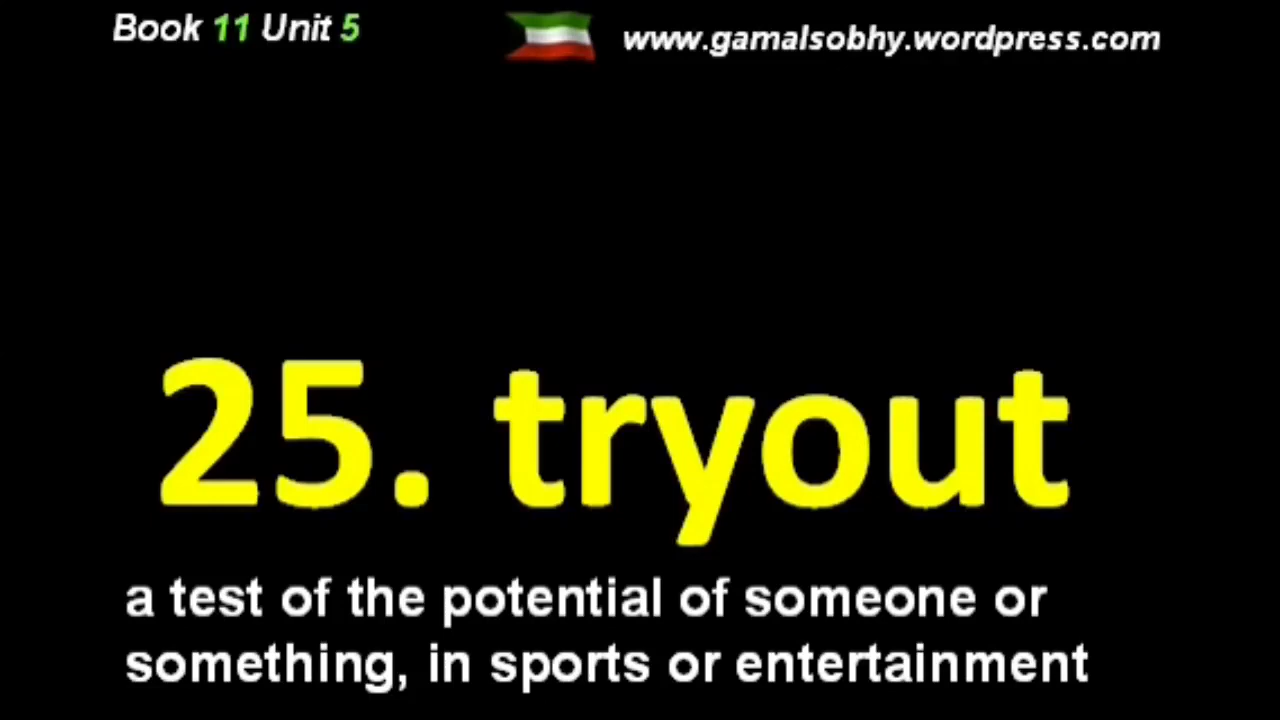 Book 11 Unit 5
www.gamalsobhy.wordpress.com
25. tryout
a test of the potential of someone or
something, in sports or entertainment